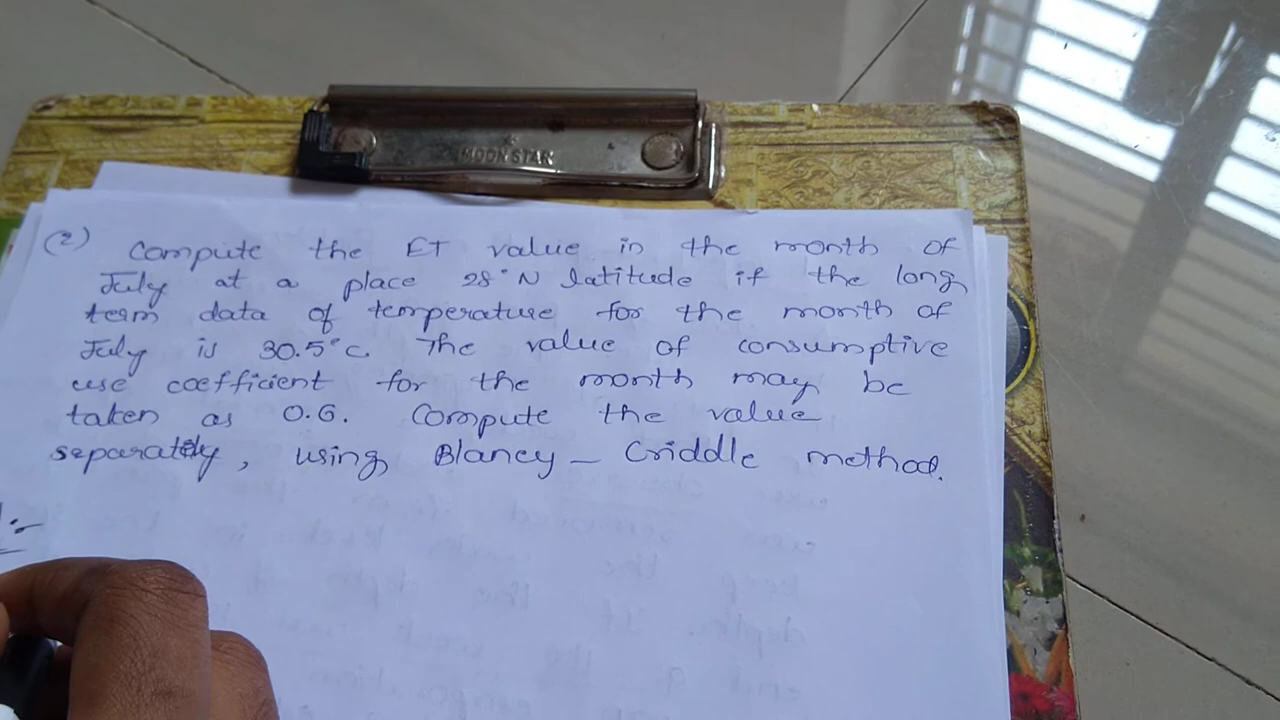 MOON STAR
(2) Compute the ET value in the month of
July at a place 28°N latitude if the long
term data of temperature for the month of
July is 30.5°C. The value of consumptive
use coefficient for the month may be
taken as 0.6. Compute the value
separately, using Blaney - Criddle method.